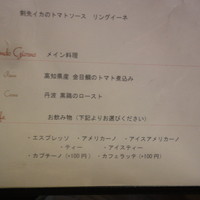 剣先イカのトマトソース　リングイーネ
メイン料理
高知県産 金目鯛のトマト煮込み
丹波 黒鶏のロースト
お飲み物（下記よりお選びください）
・エスプレッソ　・アメリカーノ　・アイスアメリカーノ
・ティー　・アイスティー
・カプチーノ（+100円）　・カフェラッテ（+100円）